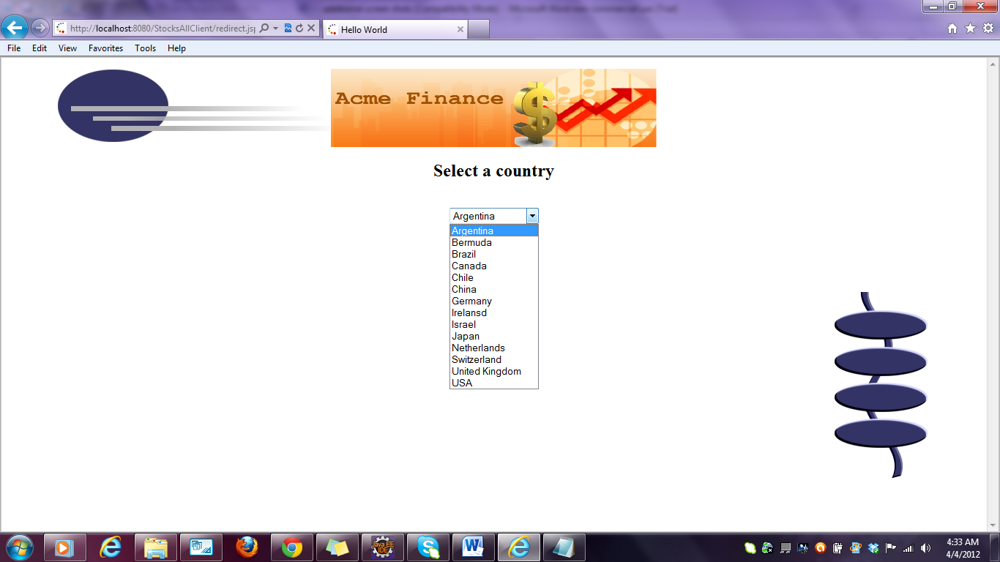 http://localhost:8080/StocksAllClient/redirect.jsp
Hello World
File Edit View Favorites Tools Help
Acme Finance
Select a country
Argentina
Argentina
Bermuda
Brazil
Canada
Chile
China
Germany
Irelansd
Israel
Japan
Netherlands
Switzerland
United Kingdom
USA
Java EE
IDE
4:33 AM
4/4/2012